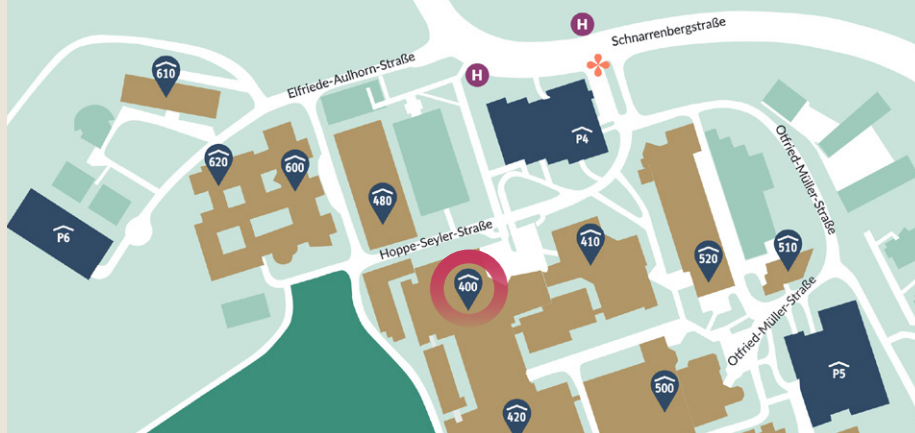 H
Schnarrenbergstraße
610
Elfriede-Aulhorn-Straße
H
P4
Otfried-Müller-Straße
620
600
480
P6
Hoppe-Seyler-Straße
410
510
520
400
Otfried-Müller-Straße
P5
500
420